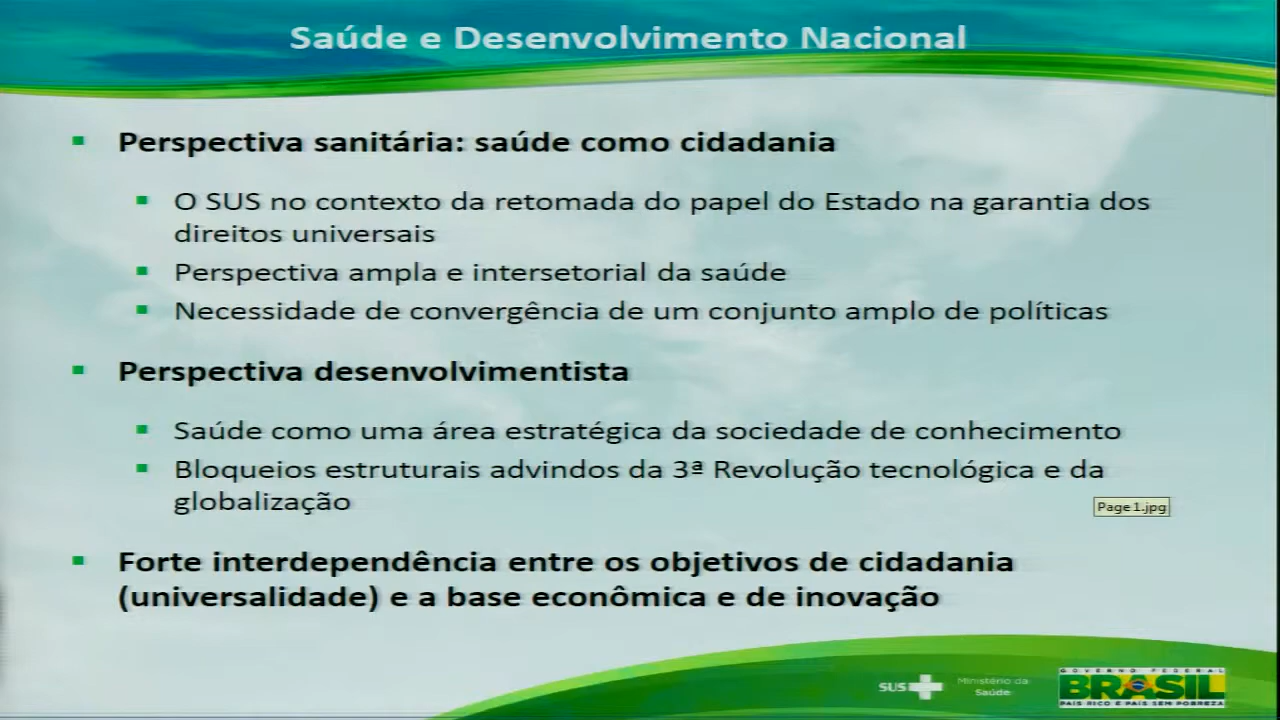 Saúde e Desenvolvimento Nacional
Perspectiva sanitária: saúde como cidadania
O SUS no contexto da retomada do papel do Estado na garantia dos
direitos universais
Perspectiva ampla e intersetorial da saúde
Necessidade de convergência de um conjunto amplo de políticas
Perspectiva desenvolvimentista
Saúde como uma área estratégica da sociedade de conhecimento
Bloqueios estruturais advindos da 3ª Revolução tecnológica e da
globalização
Page 1.jpg
Forte interdependência entre os objetivos de cidadania
(universalidade) e a base econômica e de inovação
SUS
Ministério da
Saúde
GOVERNO FEDERAL
BRASIL
PAÍS RICO É PAÍS SEM POBREZA